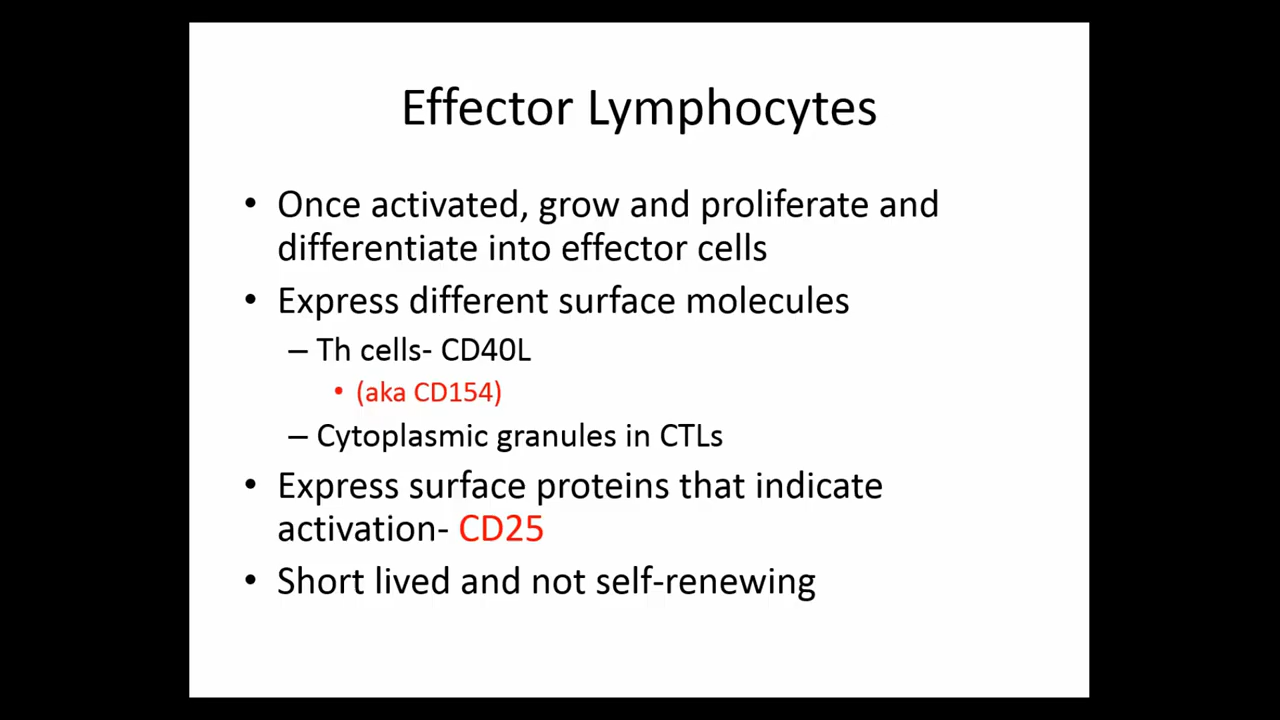 Effector Lymphocytes
• Once activated, grow and proliferate and
differentiate into effector cells
• Express different surface molecules
– Th cells- CD40L
• (aka CD154)
– Cytoplasmic granules in CTLs
• Express surface proteins that indicate
activation- CD25
• Short lived and not self-renewing